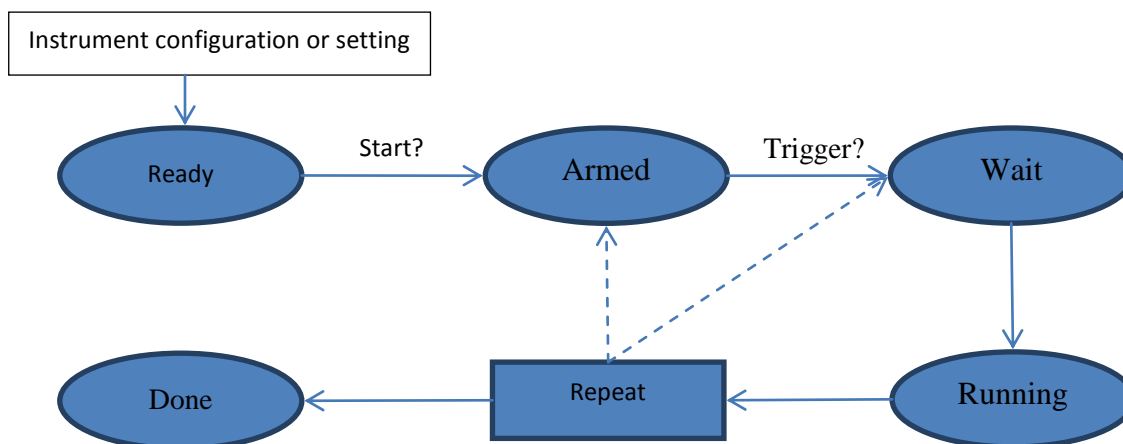 Instrument configuration or setting
Ready
Start?
Armed
Trigger?
Wait
Done
Repeat
Running